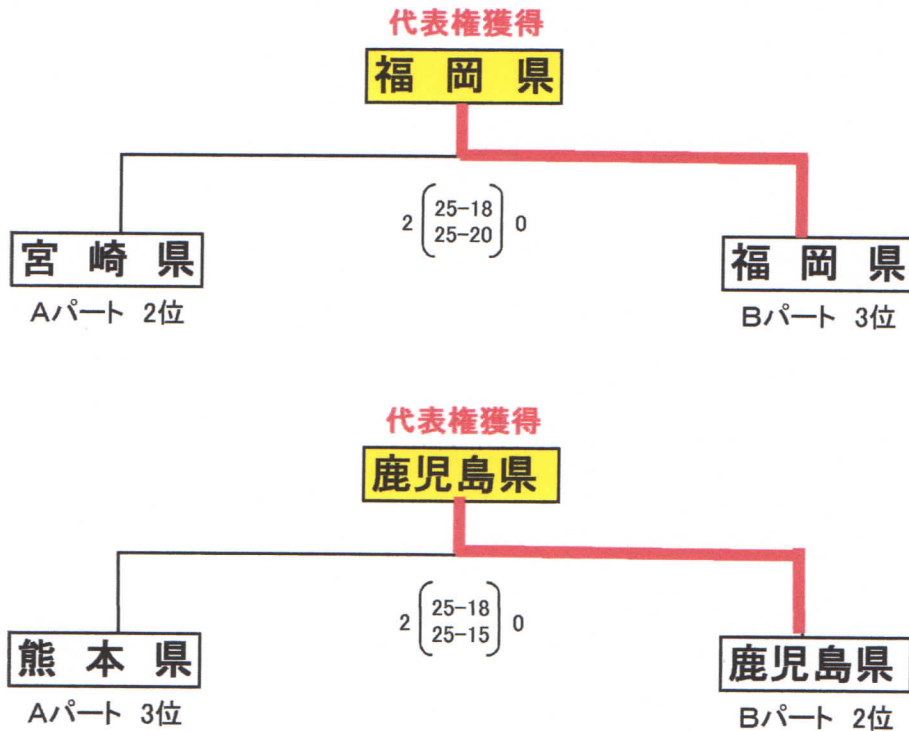 代表権獲得
福岡県
2 25-18 0
25-20
宮崎県
福岡県
Aパート 2位
Bパート 3位
代表権獲得
鹿児島県
2 25-18 0
25-15
熊本県
鹿児島県
Aパート 3位
Bパート 2位